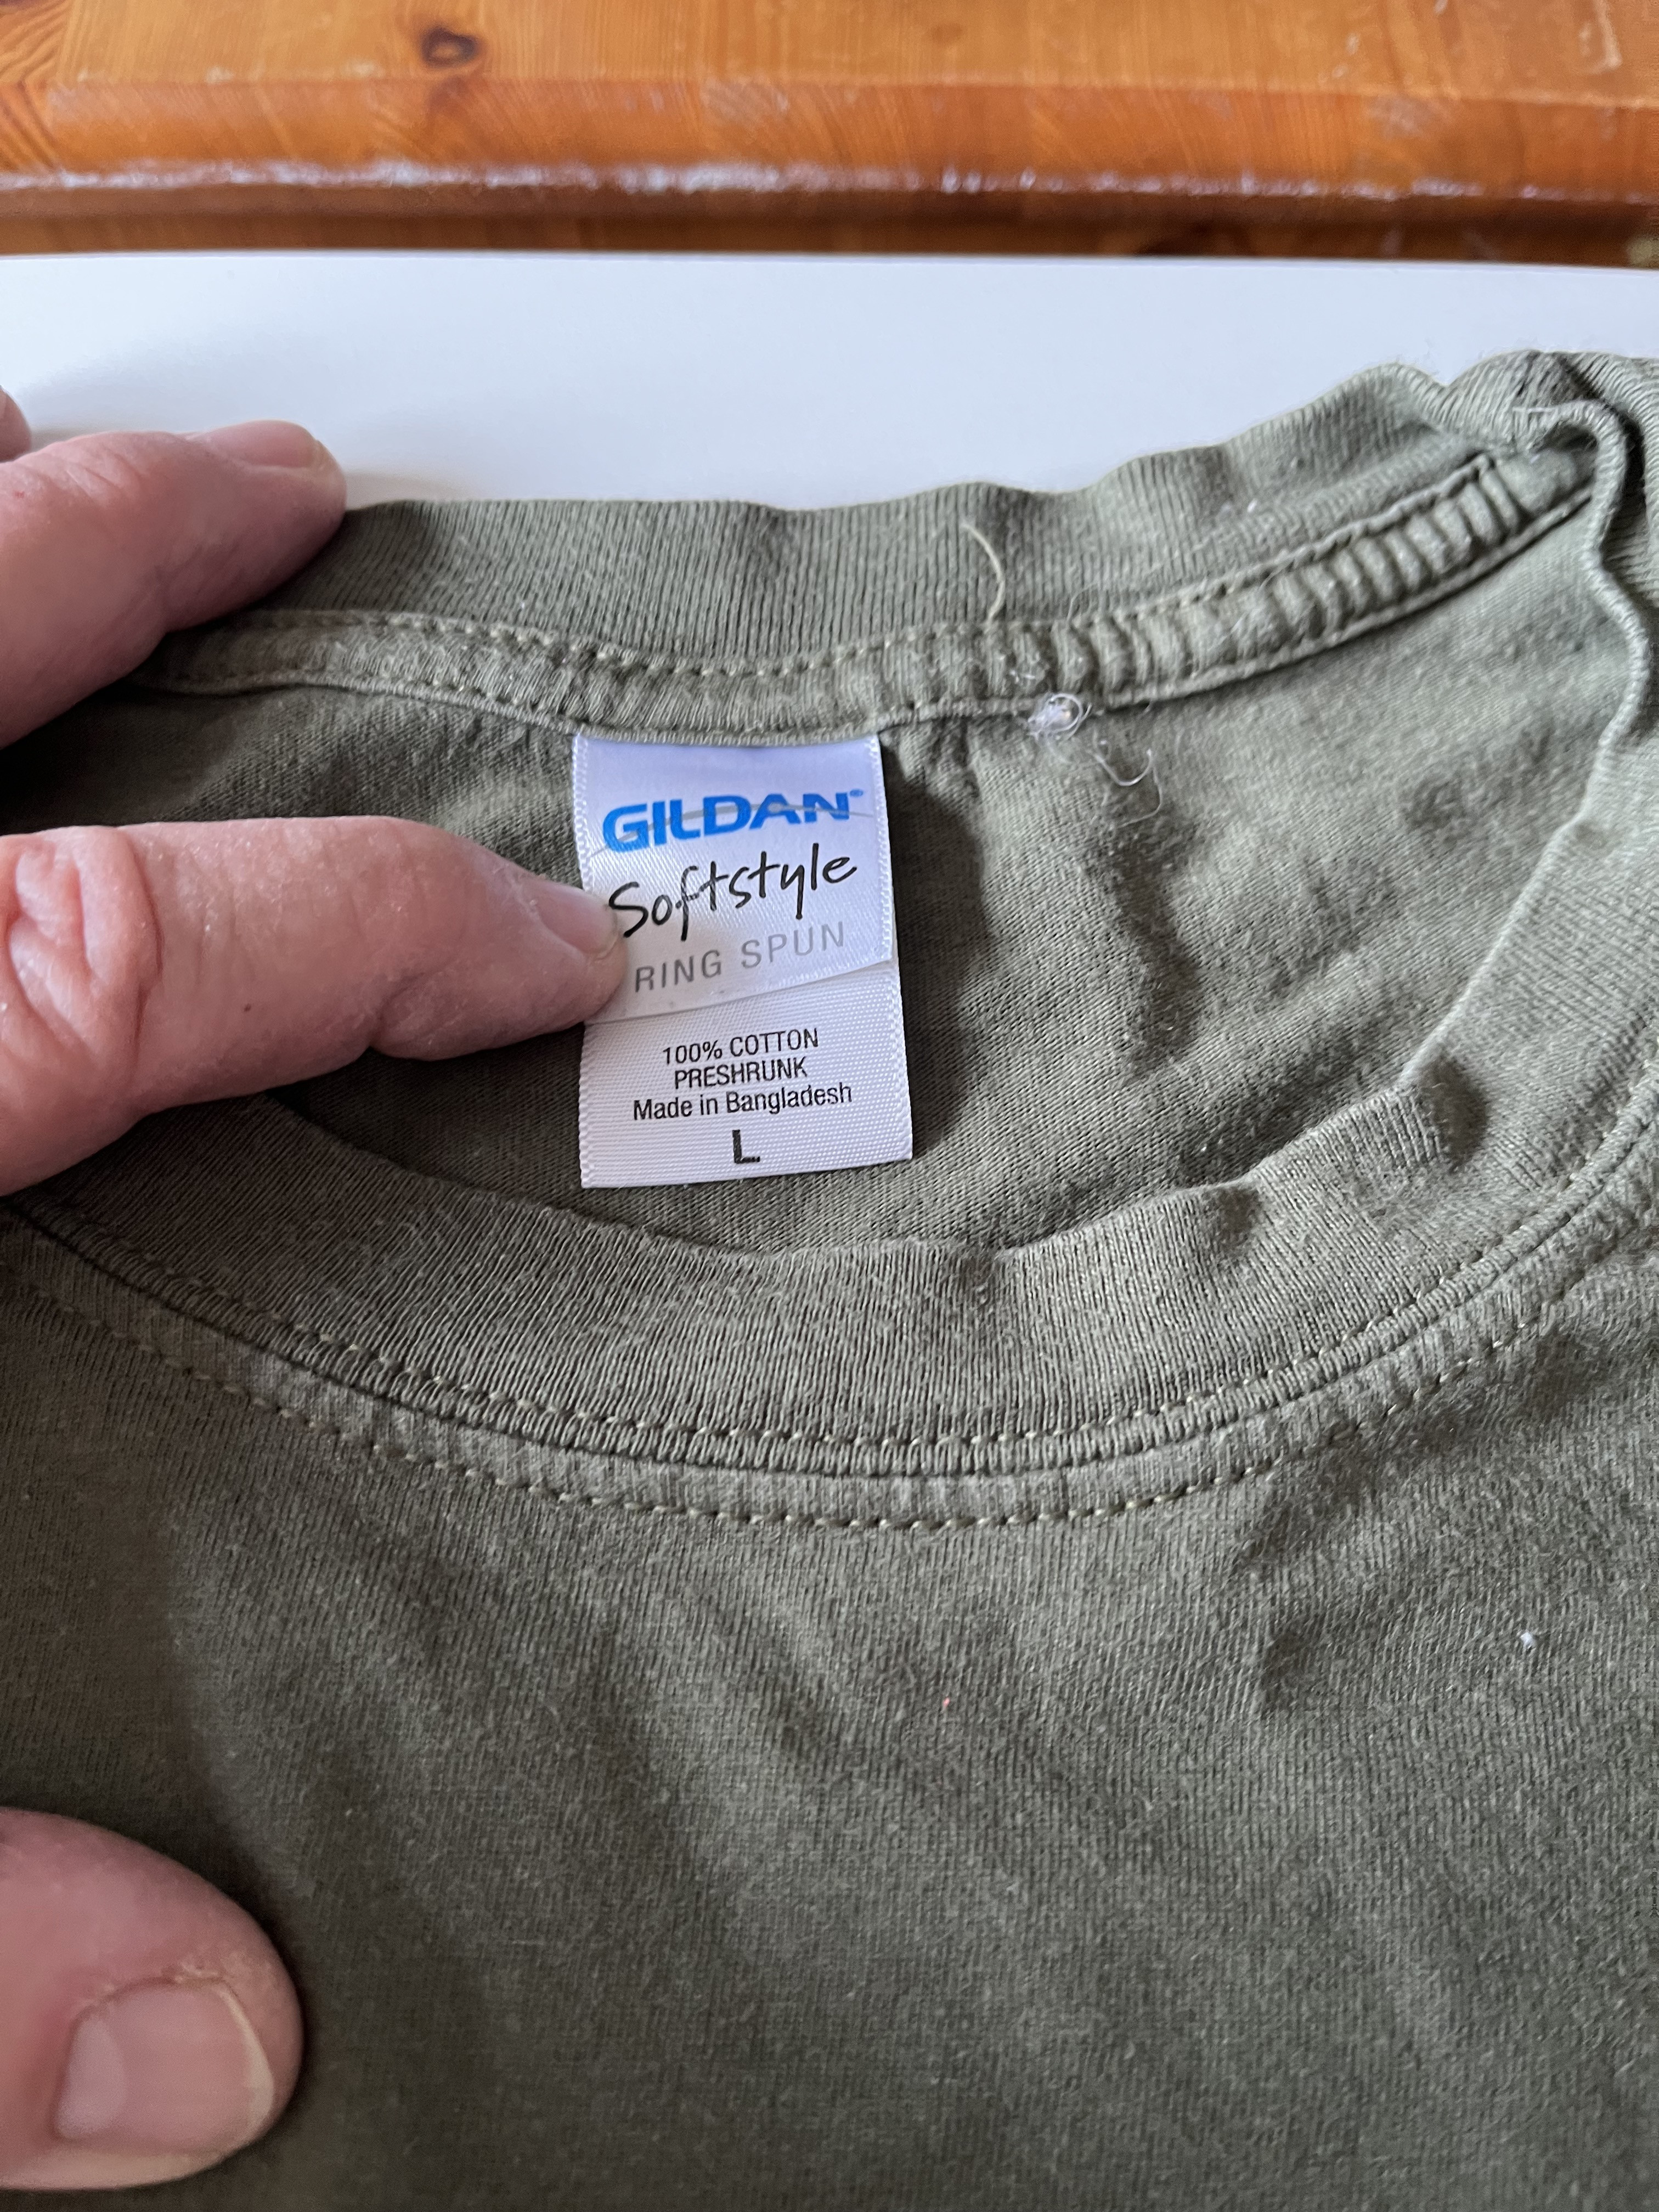 GILDAN®
Softstyle
RING SPUN
100% COTTON
PRESHRUNK
Made in Bangladesh
L